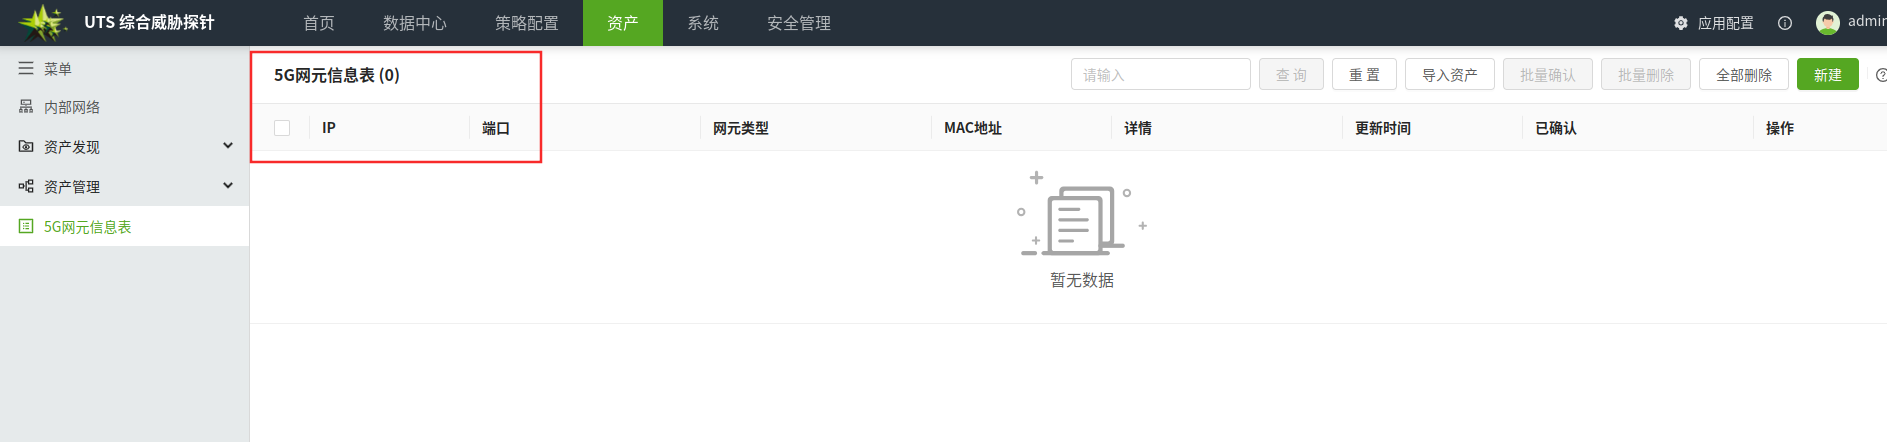 UTS 综合威胁探针 首页 数据中心 策略配置 资产 系统 安全管理 应用配置 admin
菜单
内部网络
资产发现
资产管理
5G网元信息表
5G网元信息表 (0) 请输入 查 询 重 置 导入资产 批量确认 批量删除 全部删除 新建
IP 端口 网元类型 MAC地址 详情 更新时间 已确认 操作
暂无数据